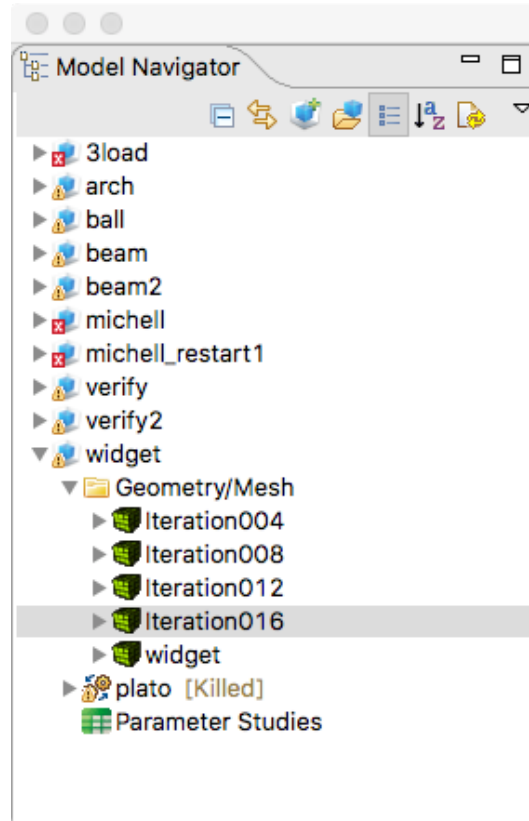 Model Navigator
3load
arch
ball
beam
beam2
michell
michell_restart1
verify
verify2
widget
Geometry/Mesh
Iteration004
Iteration008
Iteration012
Iteration016
widget
plato [Killed]
Parameter Studies